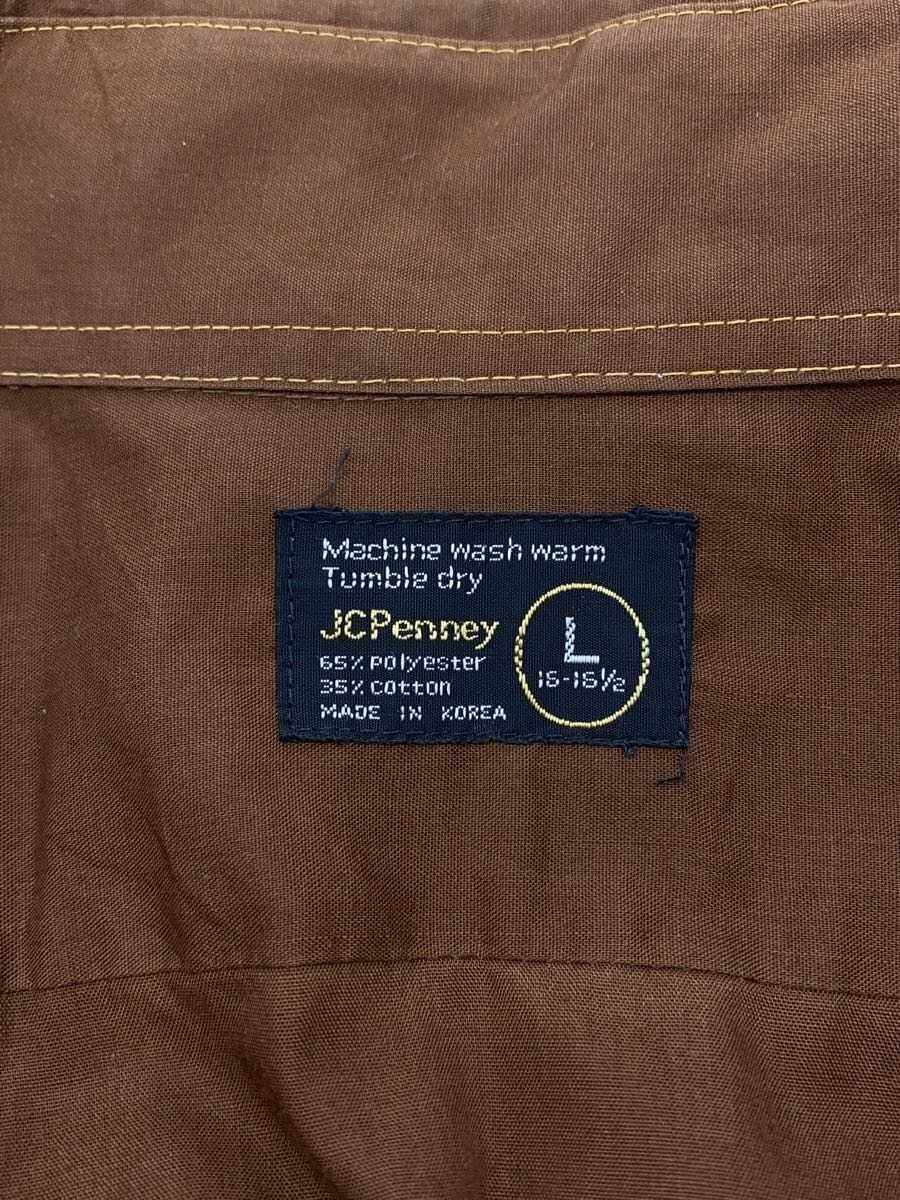 Machine wash warm
Tumble dry
JCPenney
65% Polyester
35% Cotton
MADE IN KOREA
L
16-16½